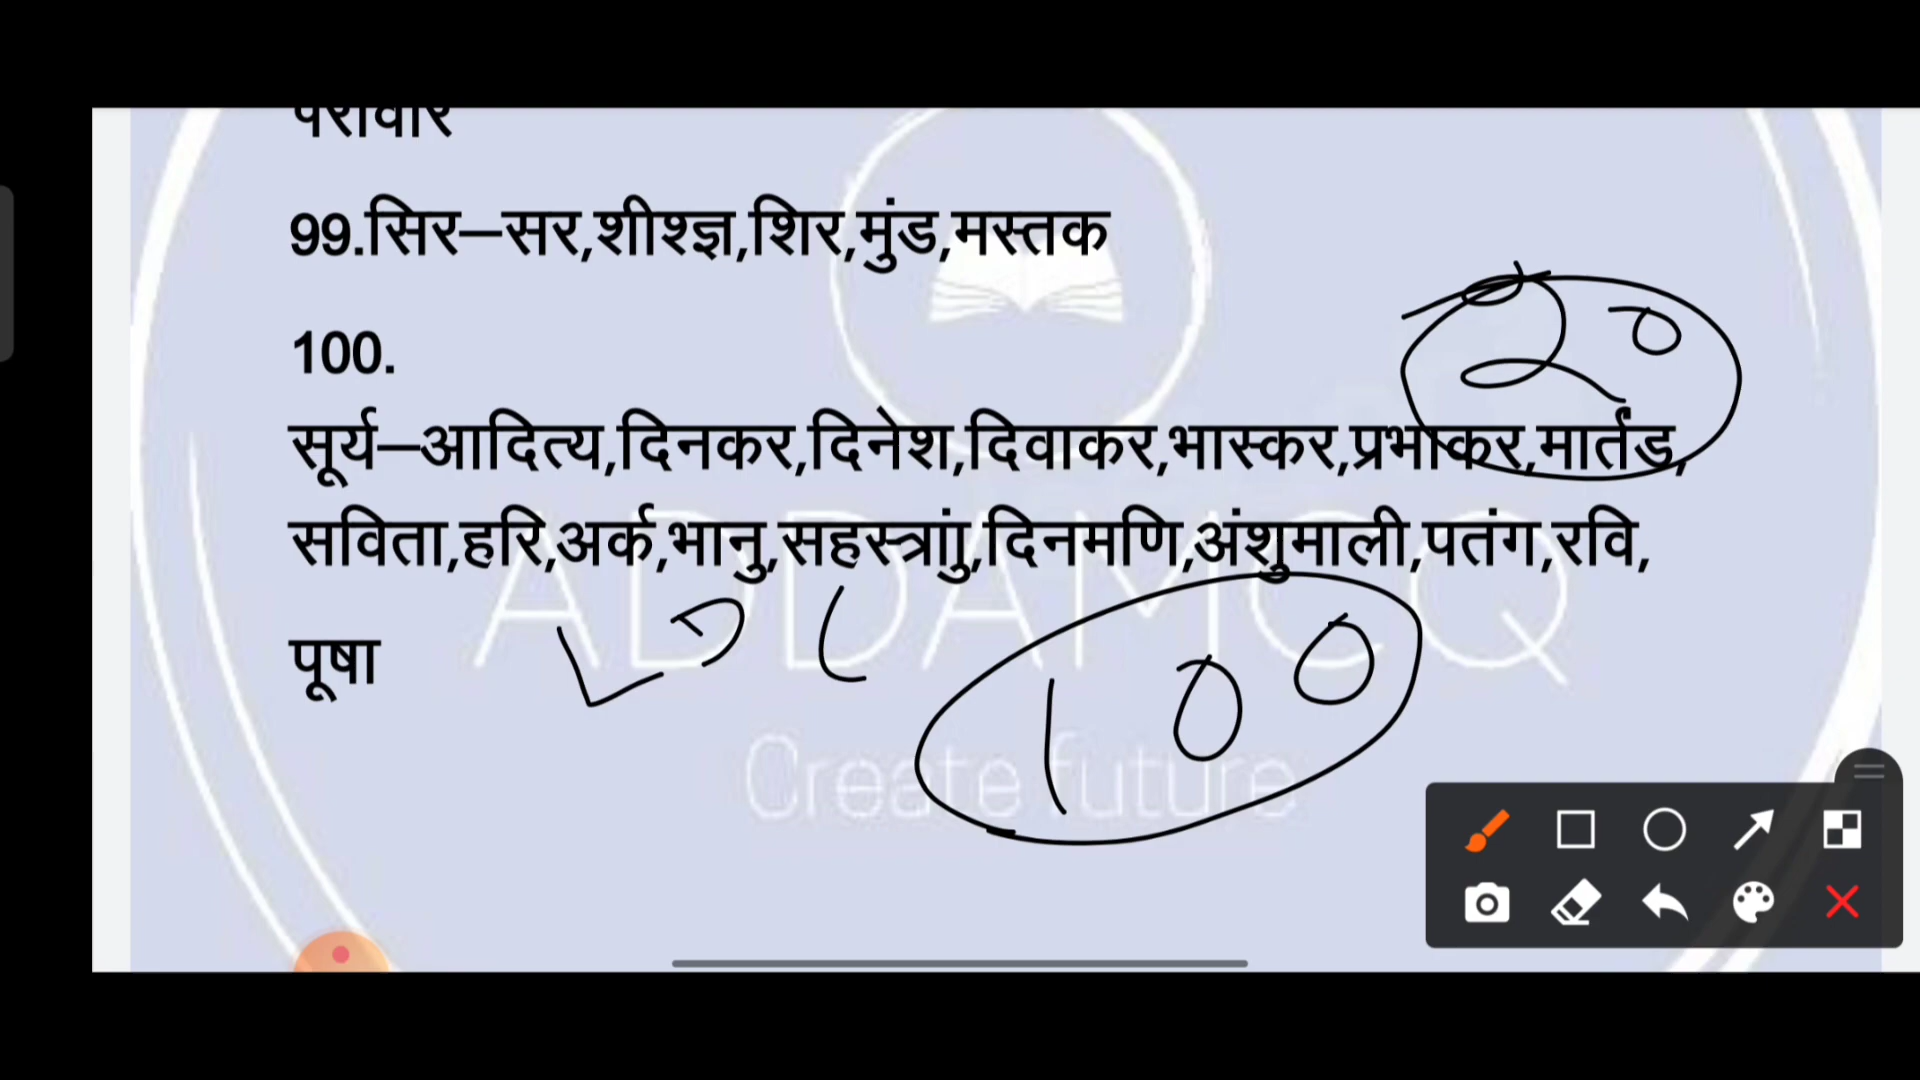 परावार
99.सिर–सर,शीश्ज्ञ,शिर,मुंड,मस्तक
100.
20
सूर्य–आदित्य,दिनकर,दिनेश,दिवाकर,भास्कर,प्रभाकर,मार्तंड,
सविता,हरि,अर्क,भानु,सहस्त्राुं,दिनमणि,अंशुमाली,पतंग,रवि,
पूषा
100
ADDAMCQ
Create future